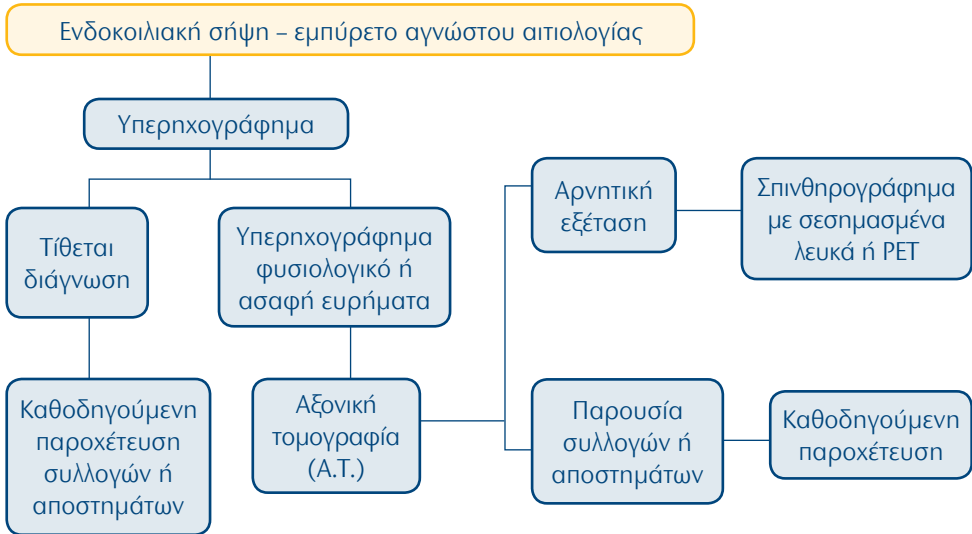 Ενδοκοιλιακή σήψη – εμπύρετο αγνώστου αιτιολογίας
Υπερηχογράφημα
Τίθεται
διάγνωση
Υπερηχογράφημα
φυσιολογικό ή
ασαφή ευρήματα
Αρνητική
εξέταση
Σπινθηρογράφημα
με σεσημασμένα
λευκά ή PET
Καθοδηγούμενη
παροχέτευση
συλλογών ή
αποστημάτων
Αξονική
τομογραφία
(Α.Τ.)
Παρουσία
συλλογών ή
αποστημάτων
Καθοδηγούμενη
παροχέτευση